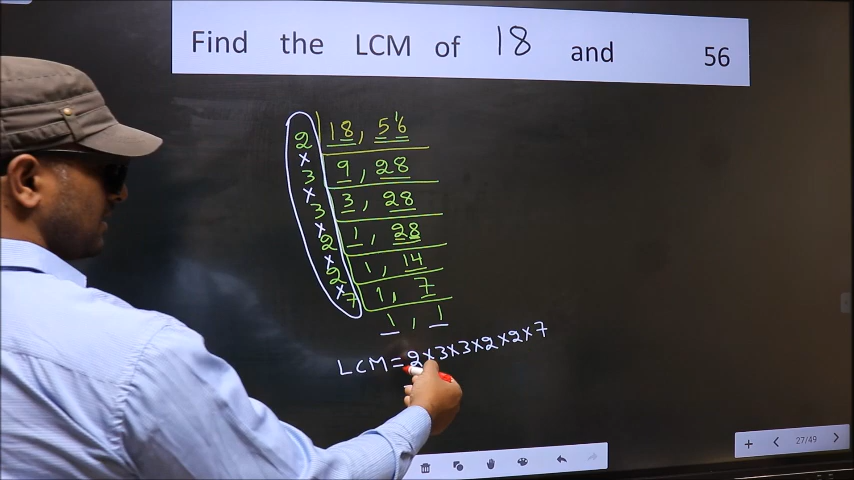 Find the LCM of 18 and 56
2 18, 56
×
3 9, 28
×
3 3, 28
×
2 1, 28
×
2 1, 14
×
7 1, 7
1, 1
LCM = 2×3×3×2×2×7
27/49